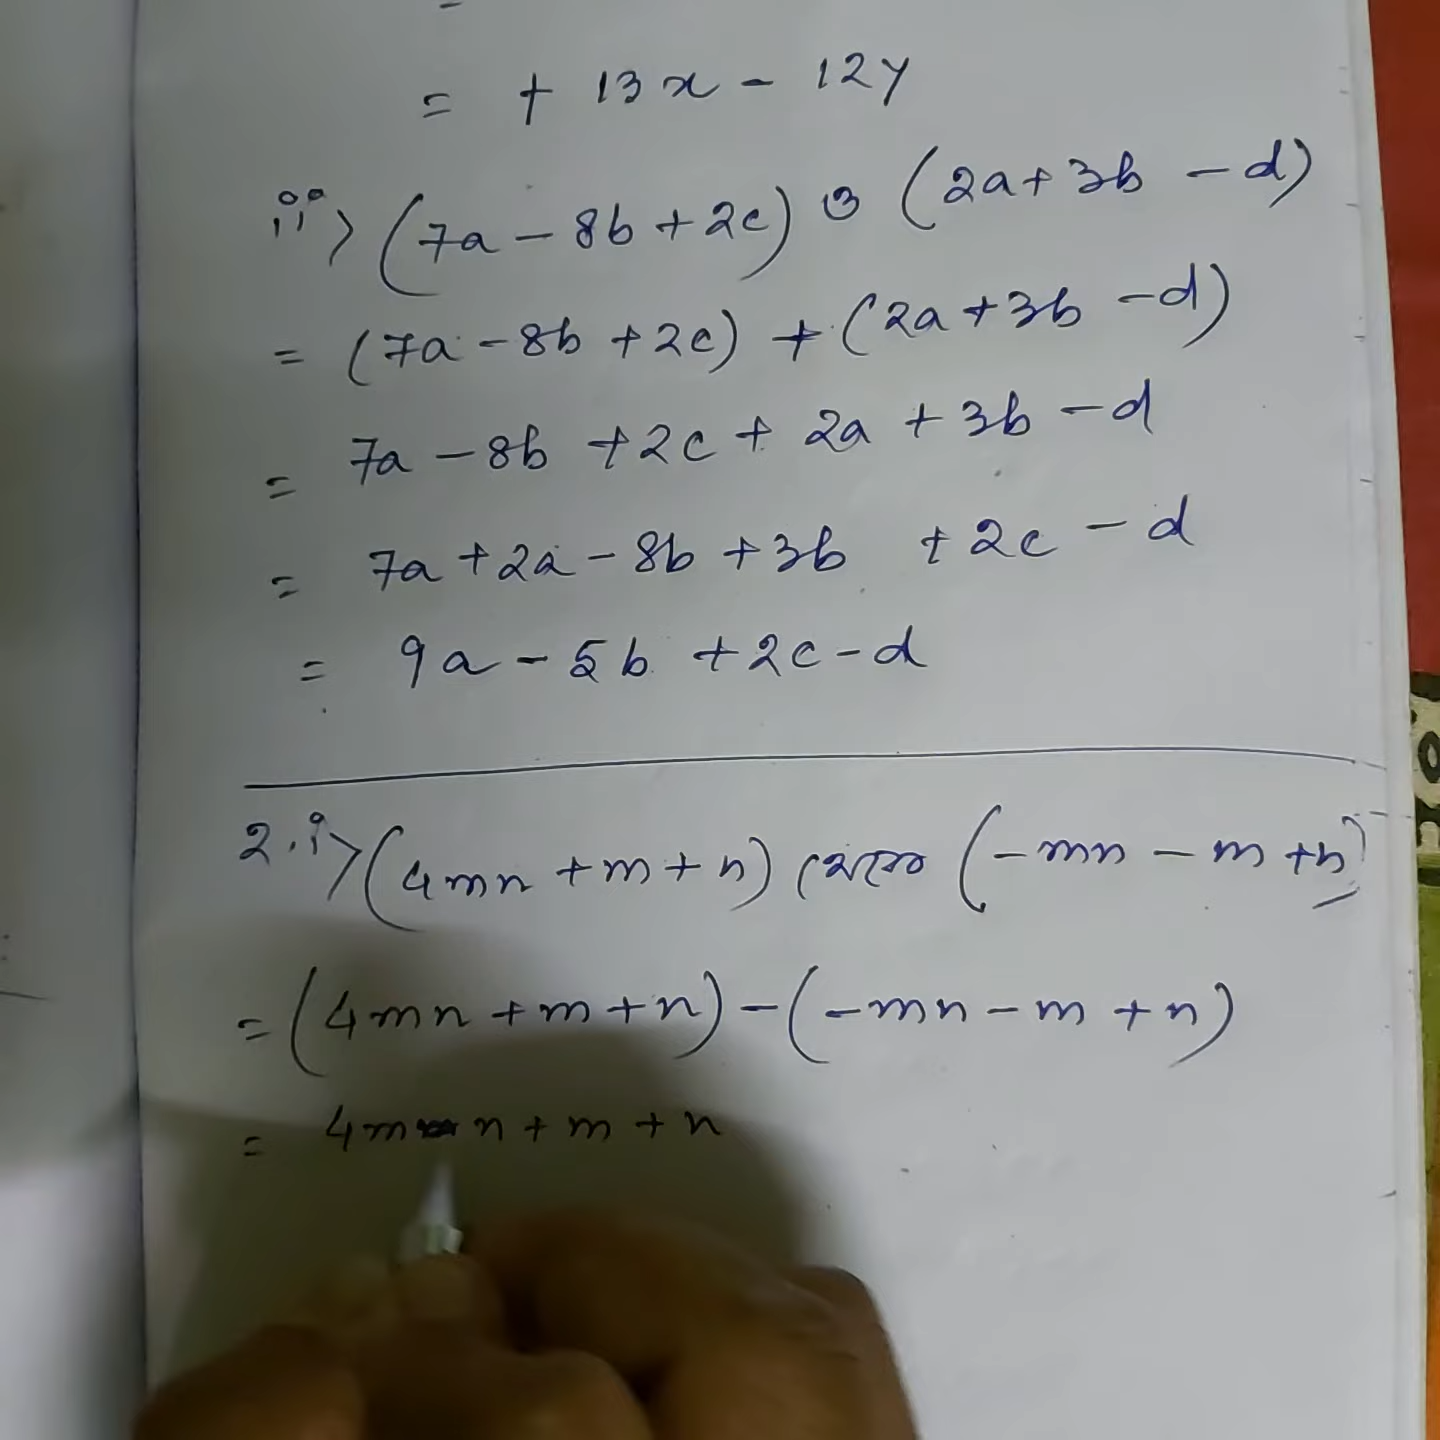 = + 13x - 12y
ii> (7a - 8b + 2c) ও (2a + 3b - d)
= (7a - 8b + 2c) + (2a + 3b - d)
= 7a - 8b + 2c + 2a + 3b - d
= 7a + 2a - 8b + 3b + 2c - d
= 9a - 5b + 2c - d
2. i> (4mn + m + n) থেকে (- mn - m + n)
= (4mn + m + n) - (- mn - m + n)
= 4m n + m + n